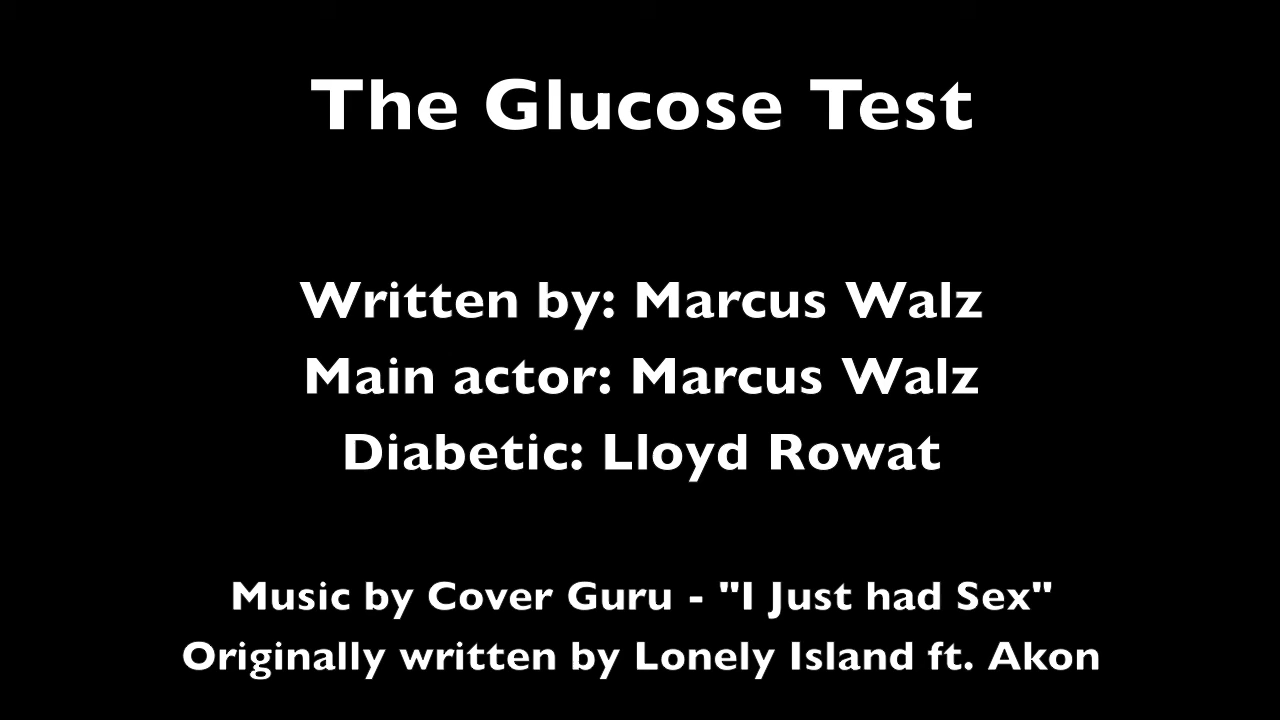 The Glucose Test
Written by: Marcus Walz
Main actor: Marcus Walz
Diabetic: Lloyd Rowat
Music by Cover Guru - "I Just had Sex"
Originally written by Lonely Island ft. Akon